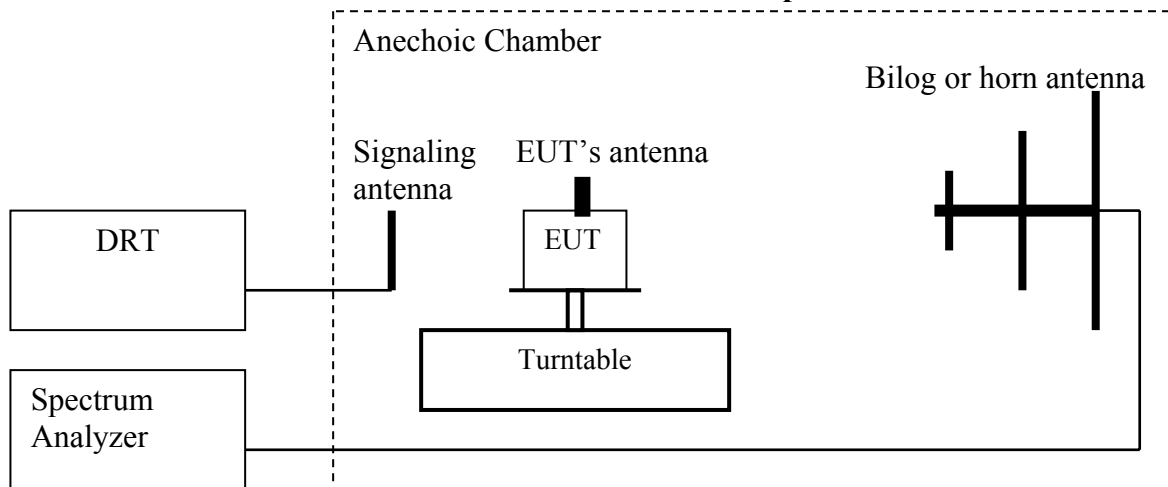 Anechoic Chamber
Bilog or horn antenna
Signaling
antenna
EUT’s antenna
DRT
EUT
Turntable
Spectrum
Analyzer